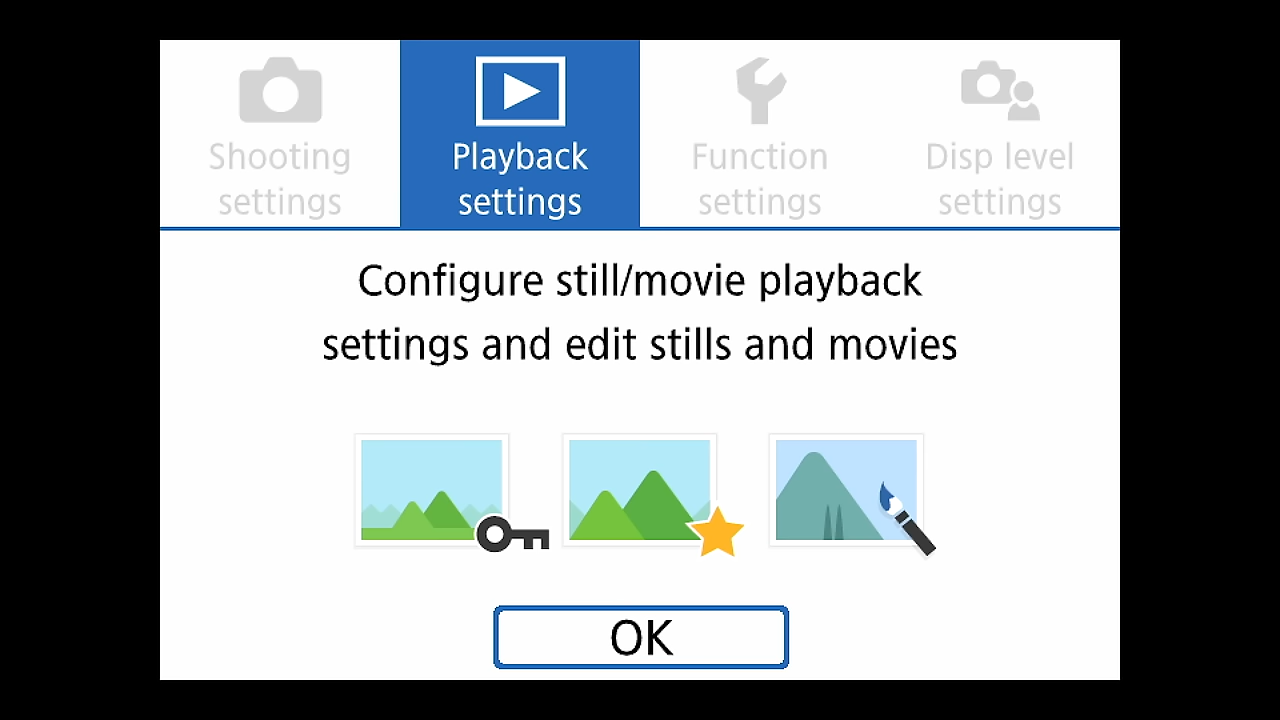 Shooting
settings
Playback
settings
Function
settings
Disp level
settings
Configure still/movie playback
settings and edit stills and movies
OK